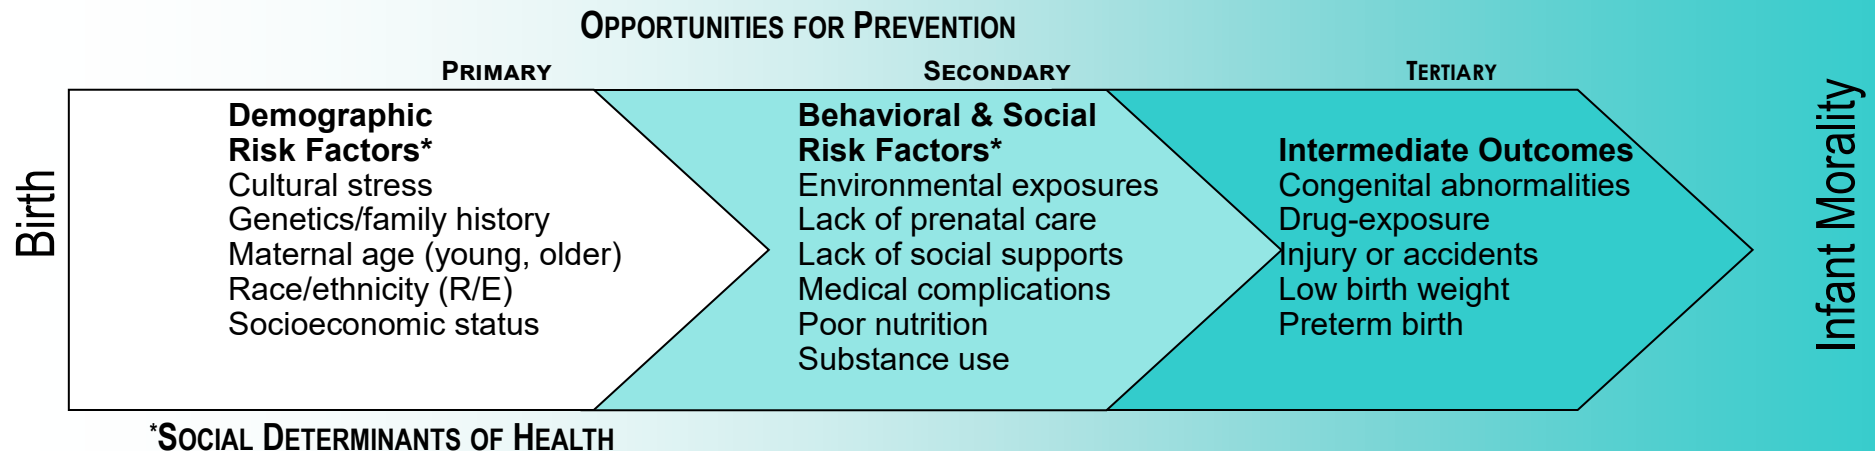 OPPORTUNITIES FOR PREVENTION
PRIMARY
SECONDARY
TERTIARY
Birth
Demographic
Risk Factors*
Cultural stress
Genetics/family history
Maternal age (young, older)
Race/ethnicity (R/E)
Socioeconomic status
Behavioral & Social
Risk Factors*
Environmental exposures
Lack of prenatal care
Lack of social supports
Medical complications
Poor nutrition
Substance use
Intermediate Outcomes
Congenital abnormalities
Drug-exposure
Injury or accidents
Low birth weight
Preterm birth
Infant Morality
*SOCIAL DETERMINANTS OF HEALTH